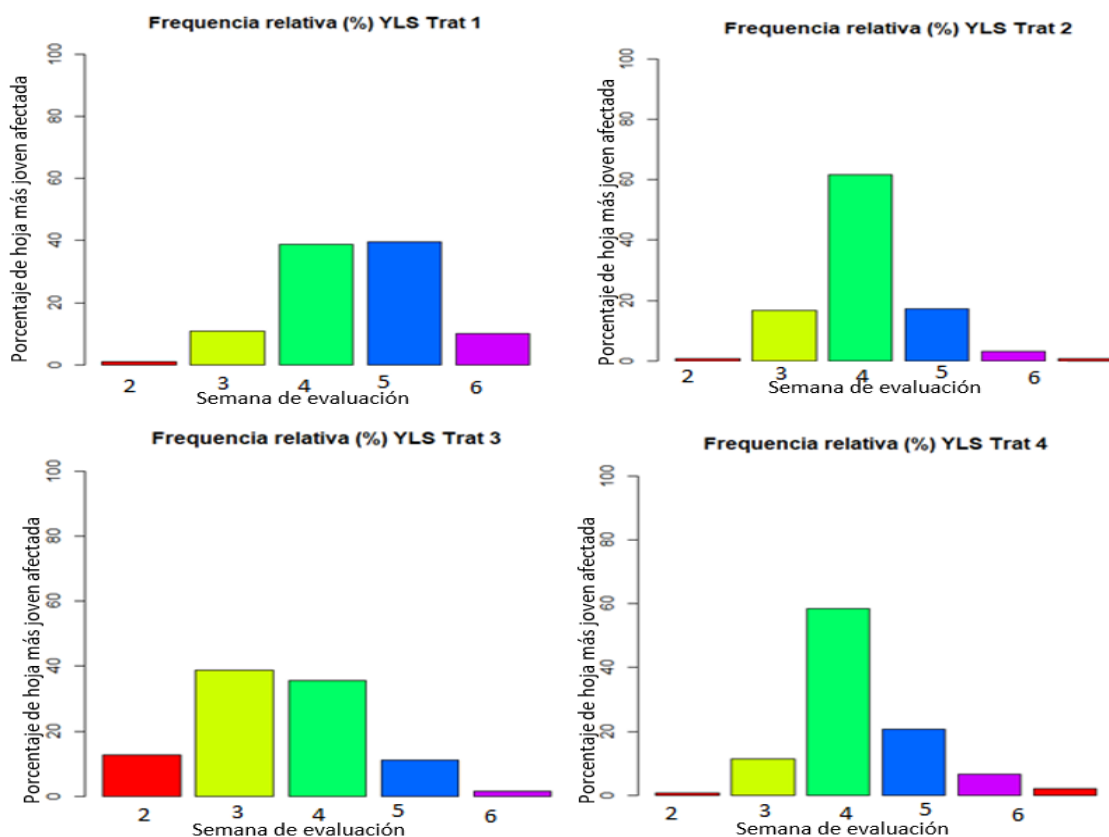 Frequencia relativa (%) YLS Trat 1
Porcentaje de hoja más joven afectada
0 20 40 60 80 100
2 3 4 5 6
Semana de evaluación
Frequencia relativa (%) YLS Trat 2
Porcentaje de hoja más joven afectada
0 20 40 60 80 100
2 3 4 5 6
Semana de evaluación
Frequencia relativa (%) YLS Trat 3
Porcentaje de hoja más joven afectada
0 20 40 60 80 100
2 3 4 5 6
Semana de evaluación
Frequencia relativa (%) YLS Trat 4
Porcentaje de hoja más joven afectada
0 20 40 60 80 100
2 3 4 5 6
Semana de evaluación